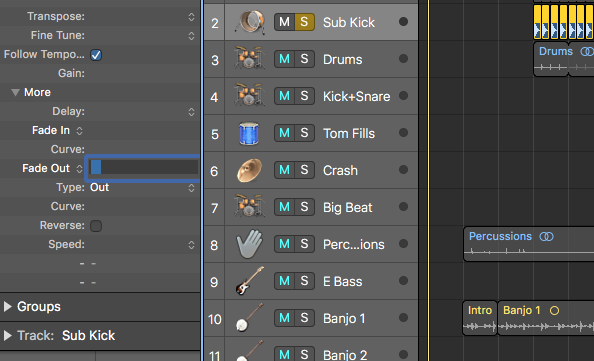 Transpose:
Fine Tune:
Follow Tempo...
Gain:
More
Delay:
Fade In
Curve:
Fade Out
Type: Out
Curve:
Reverse:
Speed:
- -
- -
Groups
Track: Sub Kick
2 M S Sub Kick
3 M S Drums
4 M S Kick+Snare
5 M S Tom Fills
6 M S Crash
7 M S Big Beat
8 M S Perc...ions
9 M S E Bass
10 M S Banjo 1
11 M S Banjo 2
Drums
Percussions
Intro Banjo 1